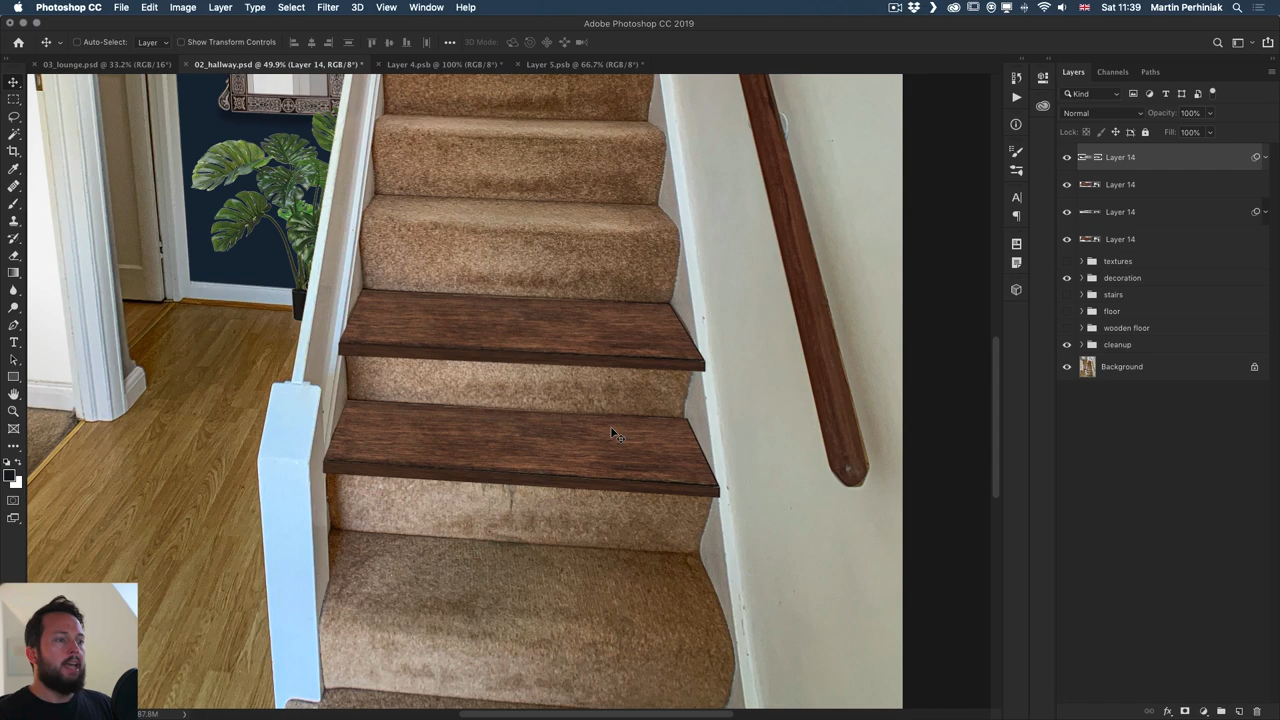 Photoshop CC File Edit Image Layer Type Select Filter 3D View Window Help Sat 11:39 Martin Perhiniak
Adobe Photoshop CC 2019
Auto-Select: Layer Show Transform Controls 3D Mode:
03_lounge.psd @ 33.2% (RGB/16*) 02_hallway.psd @ 49.9% (Layer 14, RGB/8*) * Layer 4.psb @ 100% (RGB/8*) * Layer 5.psb @ 66.7% (RGB/8*) *
Layers Channels Paths
Kind
Normal Opacity: 100%
Lock: Fill: 100%
Layer 14
Layer 14
Layer 14
Layer 14
textures
decoration
stairs
floor
wooden floor
cleanup
Background
87.8M